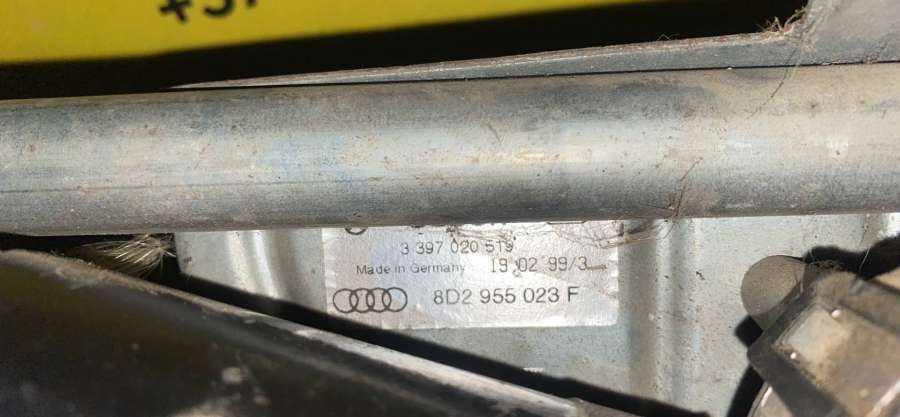 3 397 020 519
Made in Germany 19 02 99/3
8D2 955 023 F